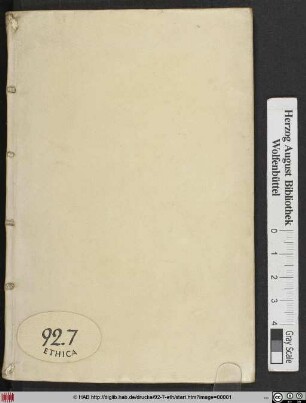 92.7
ETHICA
Herzog August Bibliothek
Wolfenbüttel
0
1
2
3
4
Gray Scale
© HAB http://diglib.hab.de/drucke/92-7-eth/start.htm?image=00001